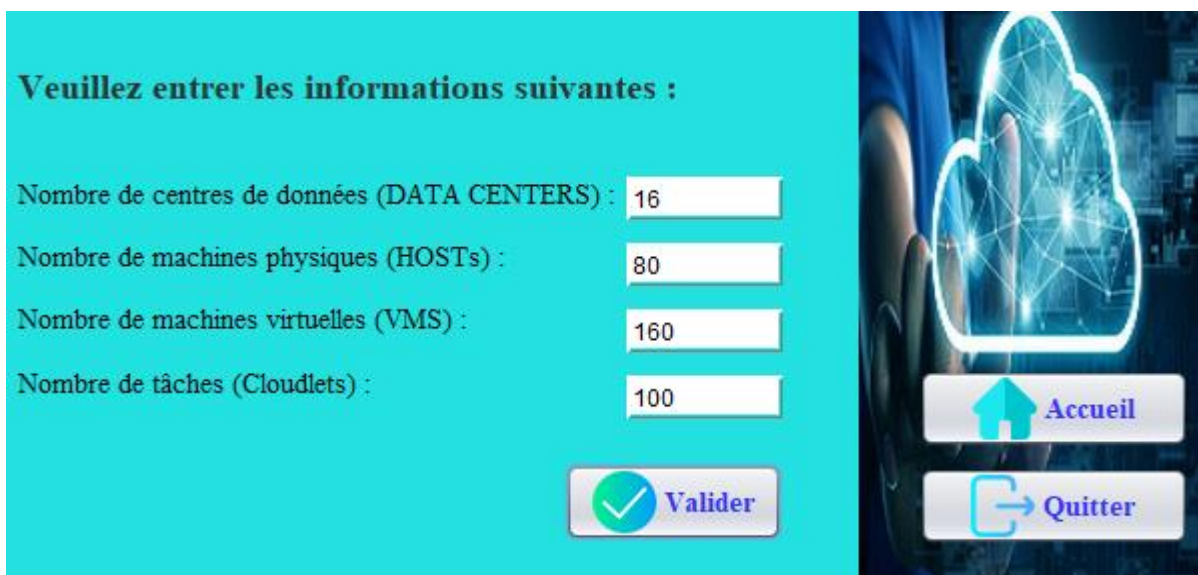 Veuillez entrer les informations suivantes :
Nombre de centres de données (DATA CENTERS) : 16
Nombre de machines physiques (HOSTs) : 80
Nombre de machines virtuelles (VMS) : 160
Nombre de tâches (Cloudlets) : 100
Valider
Accueil
Quitter